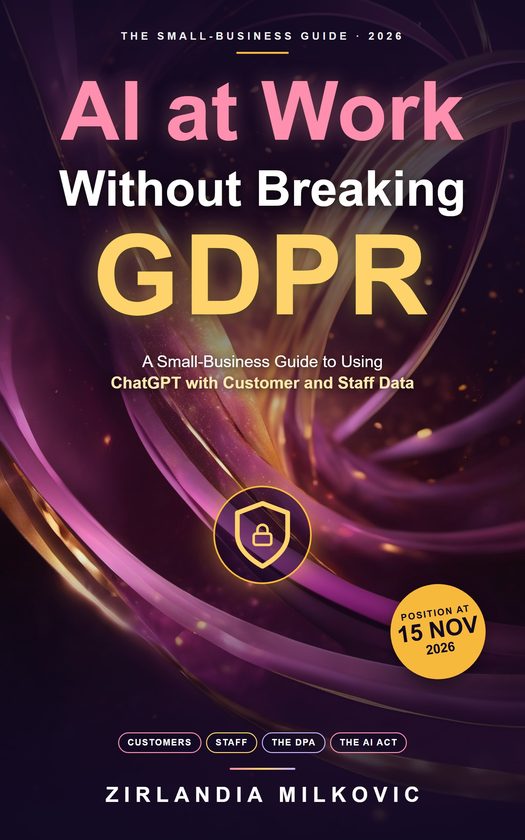 THE SMALL-BUSINESS GUIDE · 2026
AI at Work
Without Breaking
GDPR
A Small-Business Guide to Using
ChatGPT with Customer and Staff Data
POSITION AT
15 NOV
2026
CUSTOMERS STAFF THE DPA THE AI ACT
ZIRLANDIA MILKOVIC